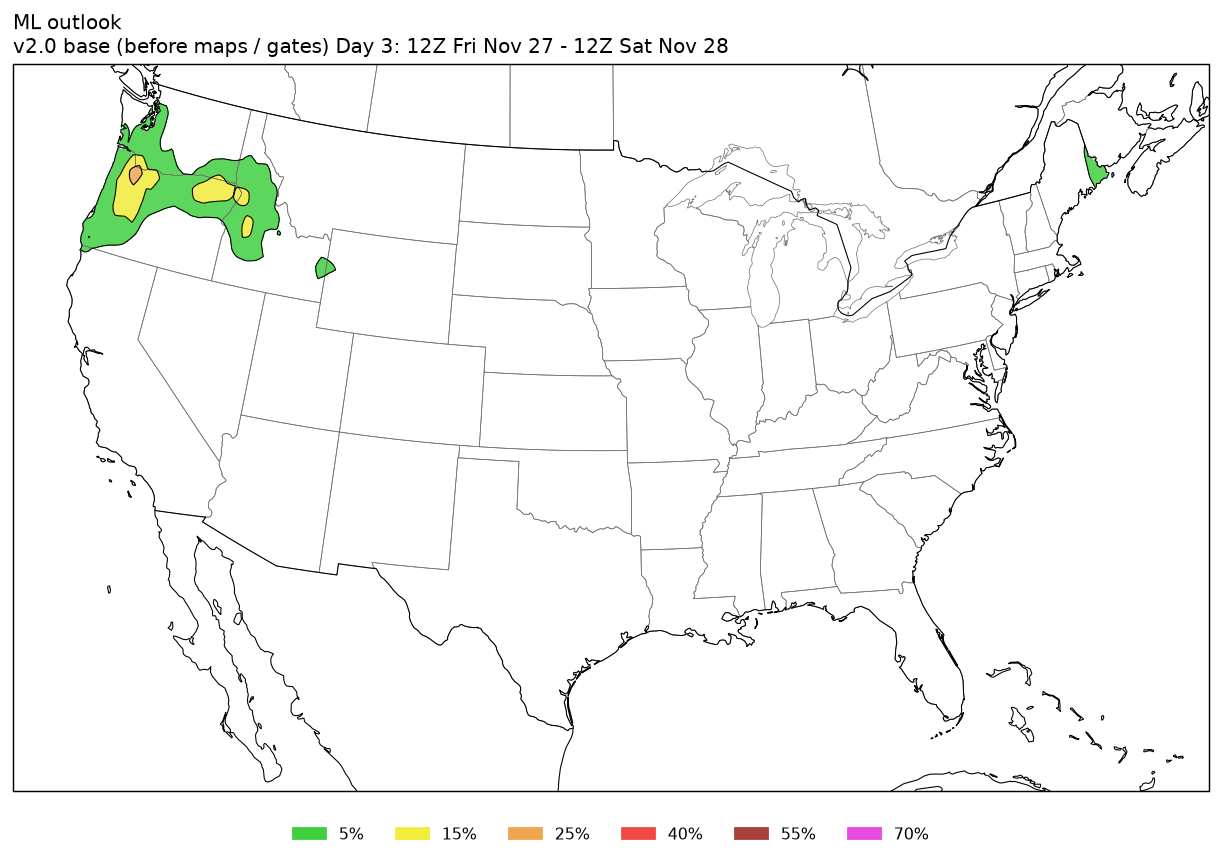 ML outlook
v2.0 base (before maps / gates) Day 3: 12Z Fri Nov 27 - 12Z Sat Nov 28
5% 15% 25% 40% 55% 70%